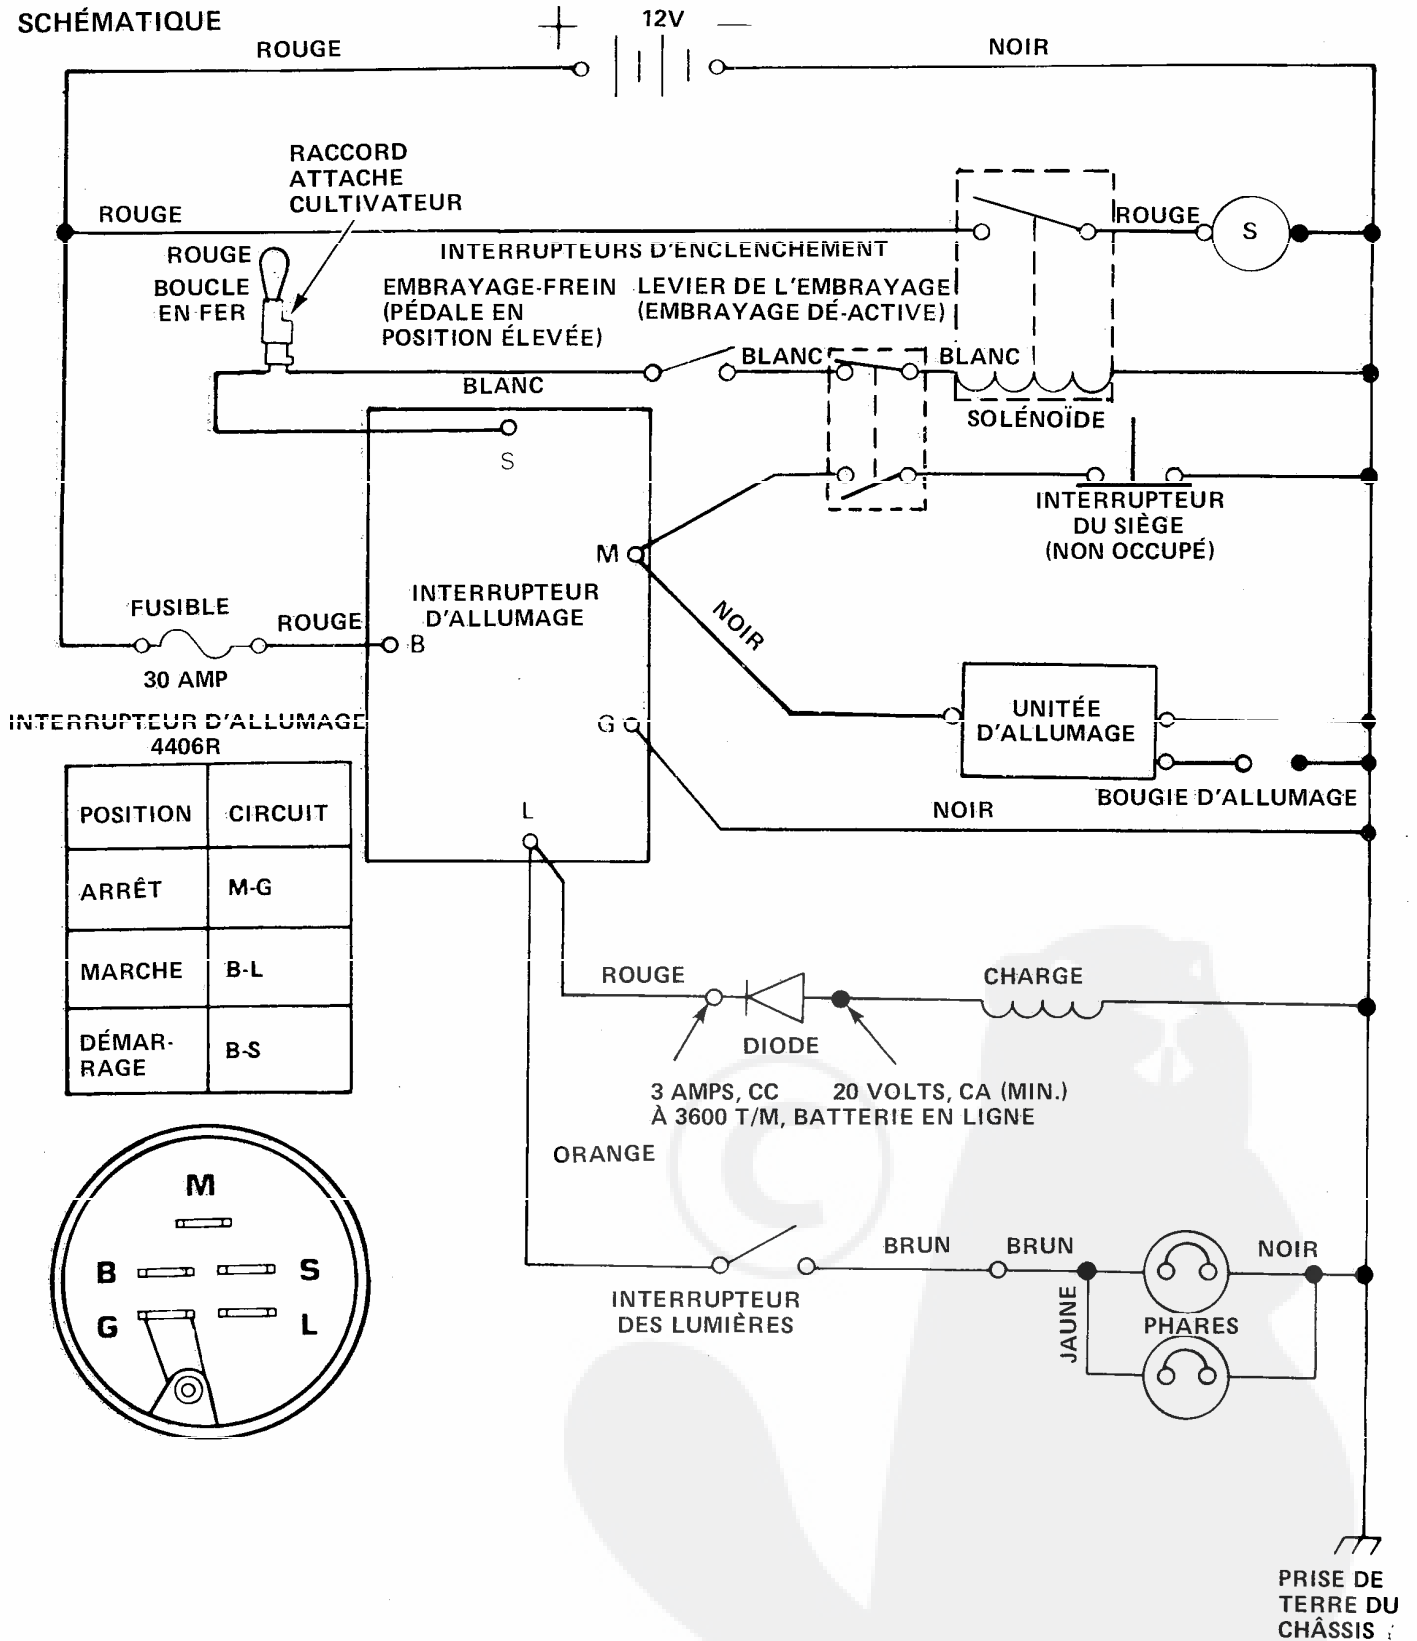 SCHÉMATIQUE
ROUGE
12V
NOIR
RACCORD
ATTACHE
CULTIVATEUR
ROUGE
ROUGE
S
ROUGE
BOUCLE
EN FER
INTERRUPTEURS D'ENCLENCHEMENT
EMBRAYAGE-FREIN
(PÉDALE EN
POSITION ÉLEVÉE)
LEVIER DE L'EMBRAYAGE
(EMBRAYAGE DÉ-ACTIVE)
BLANC
BLANC
BLANC
SOLÉNOÏDE
S
INTERRUPTEUR
DU SIÈGE
(NON OCCUPÉ)
M
INTERRUPTEUR
D'ALLUMAGE
NOIR
FUSIBLE
ROUGE
B
30 AMP
G
UNITÉE
D'ALLUMAGE
BOUGIE D'ALLUMAGE
NOIR
L
INTERRUPTEUR D'ALLUMAGE
4406R
POSITION CIRCUIT
ARRÊT M-G
MARCHE B-L
DÉMAR-
RAGE B-S
ROUGE
DIODE
CHARGE
3 AMPS, CC 20 VOLTS, CA (MIN.)
À 3600 T/M, BATTERIE EN LIGNE
©
ORANGE
M
B S
G L
INTERRUPTEUR
DES LUMIÈRES
BRUN
BRUN
JAUNE
NOIR
PHARES
PRISE DE
TERRE DU
CHÂSSIS